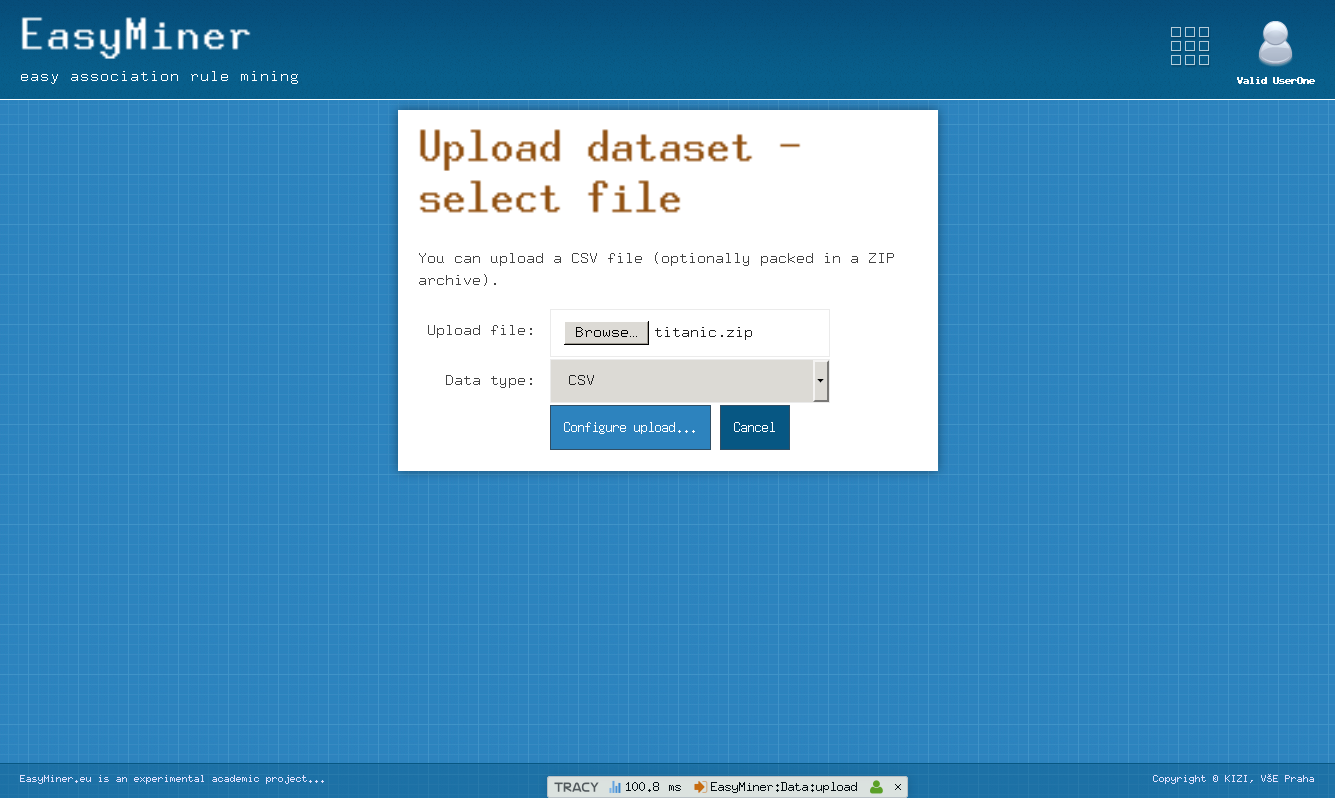 EasyMiner
easy association rule mining
Valid UserOne
Upload dataset -
select file
You can upload a CSV file (optionally packed in a ZIP
archive).
Upload file:
Browse… titanic.zip
Data type:
CSV
Configure upload...
Cancel
EasyMiner.eu is an experimental academic project...
TRACY 100.8 ms EasyMiner:Data:upload ×
Copyright © KIZI, VŠE Praha